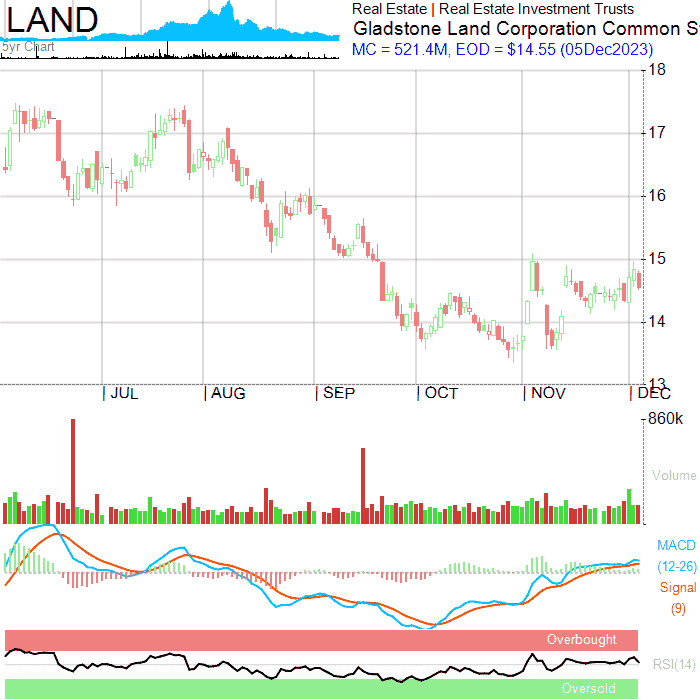 LAND
5yr Chart
Real Estate | Real Estate Investment Trusts
Gladstone Land Corporation Common S
MC = 521.4M, EOD = $14.55 (05Dec2023)
18
17
16
15
14
13
JUL AUG SEP OCT NOV DEC
860k
Volume
MACD
(12-26)
Signal
(9)
Overbought
RSI(14)
Oversold